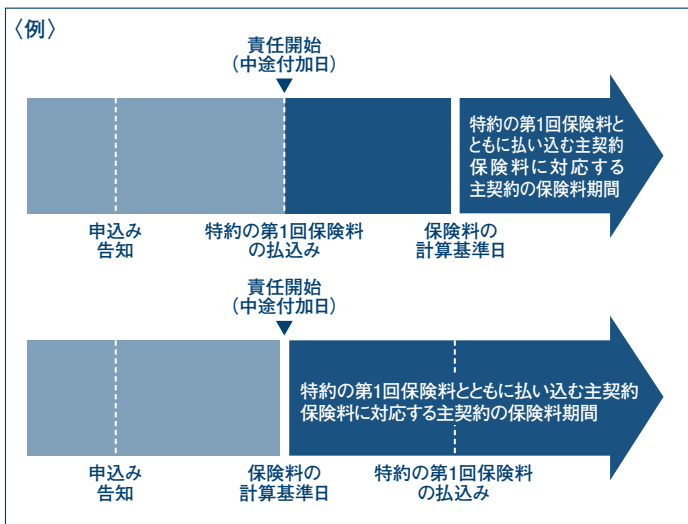 〈例〉
責任開始
（中途付加日）
特約の第1回保険料と
ともに払い込む主契約
保険料に対応する
主契約の保険料期間
申込み
告知
特約の第1回保険料
の払込み
保険料の
計算基準日
責任開始
（中途付加日）
特約の第1回保険料とともに払い込む主契約
保険料に対応する主契約の保険料期間
申込み
告知
保険料の
計算基準日
特約の第1回保険料
の払込み